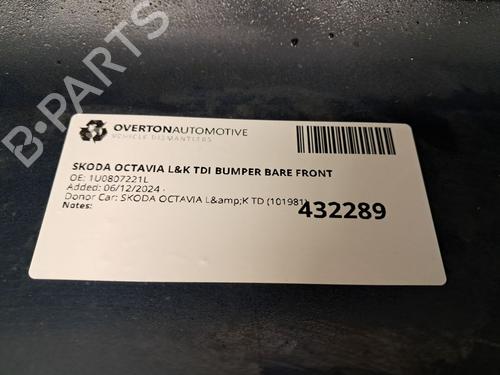 B-PARTS
OVERTONAUTOMOTIVE
VEHICLE DISMANTLERS
SKODA OCTAVIA L&K TDI BUMPER BARE FRONT
OE: 1U0807221L
Added: 06/12/2024 -
Donor Car: SKODA OCTAVIA L&amp;K TD (101981)
Notes:
432289